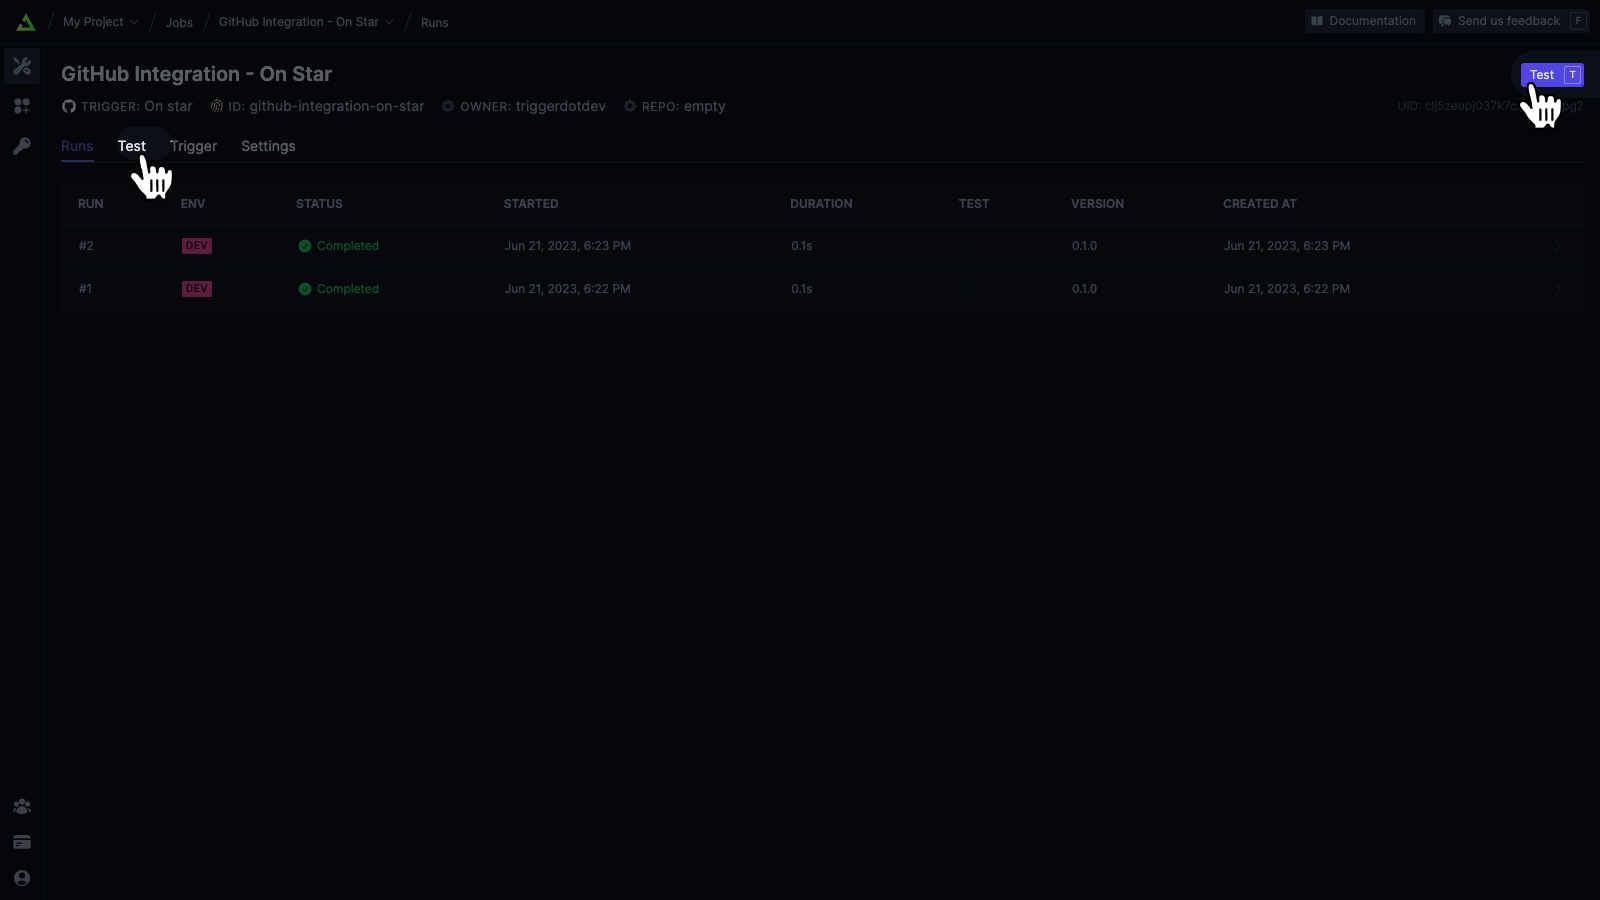 My Project / Jobs / GitHub Integration - On Star / Runs
Documentation
Send us feedback F
GitHub Integration - On Star
Test T
TRIGGER: On star ID: github-integration-on-star OWNER: triggerdotdev REPO: empty
UID:
Runs Test Trigger Settings
RUN ENV STATUS STARTED DURATION TEST VERSION CREATED AT
#2 DEV Completed Jun 21, 2023, 6:23 PM 0.1s 0.1.0 Jun 21, 2023, 6:23 PM
#1 DEV Completed Jun 21, 2023, 6:22 PM 0.1s 0.1.0 Jun 21, 2023, 6:22 PM